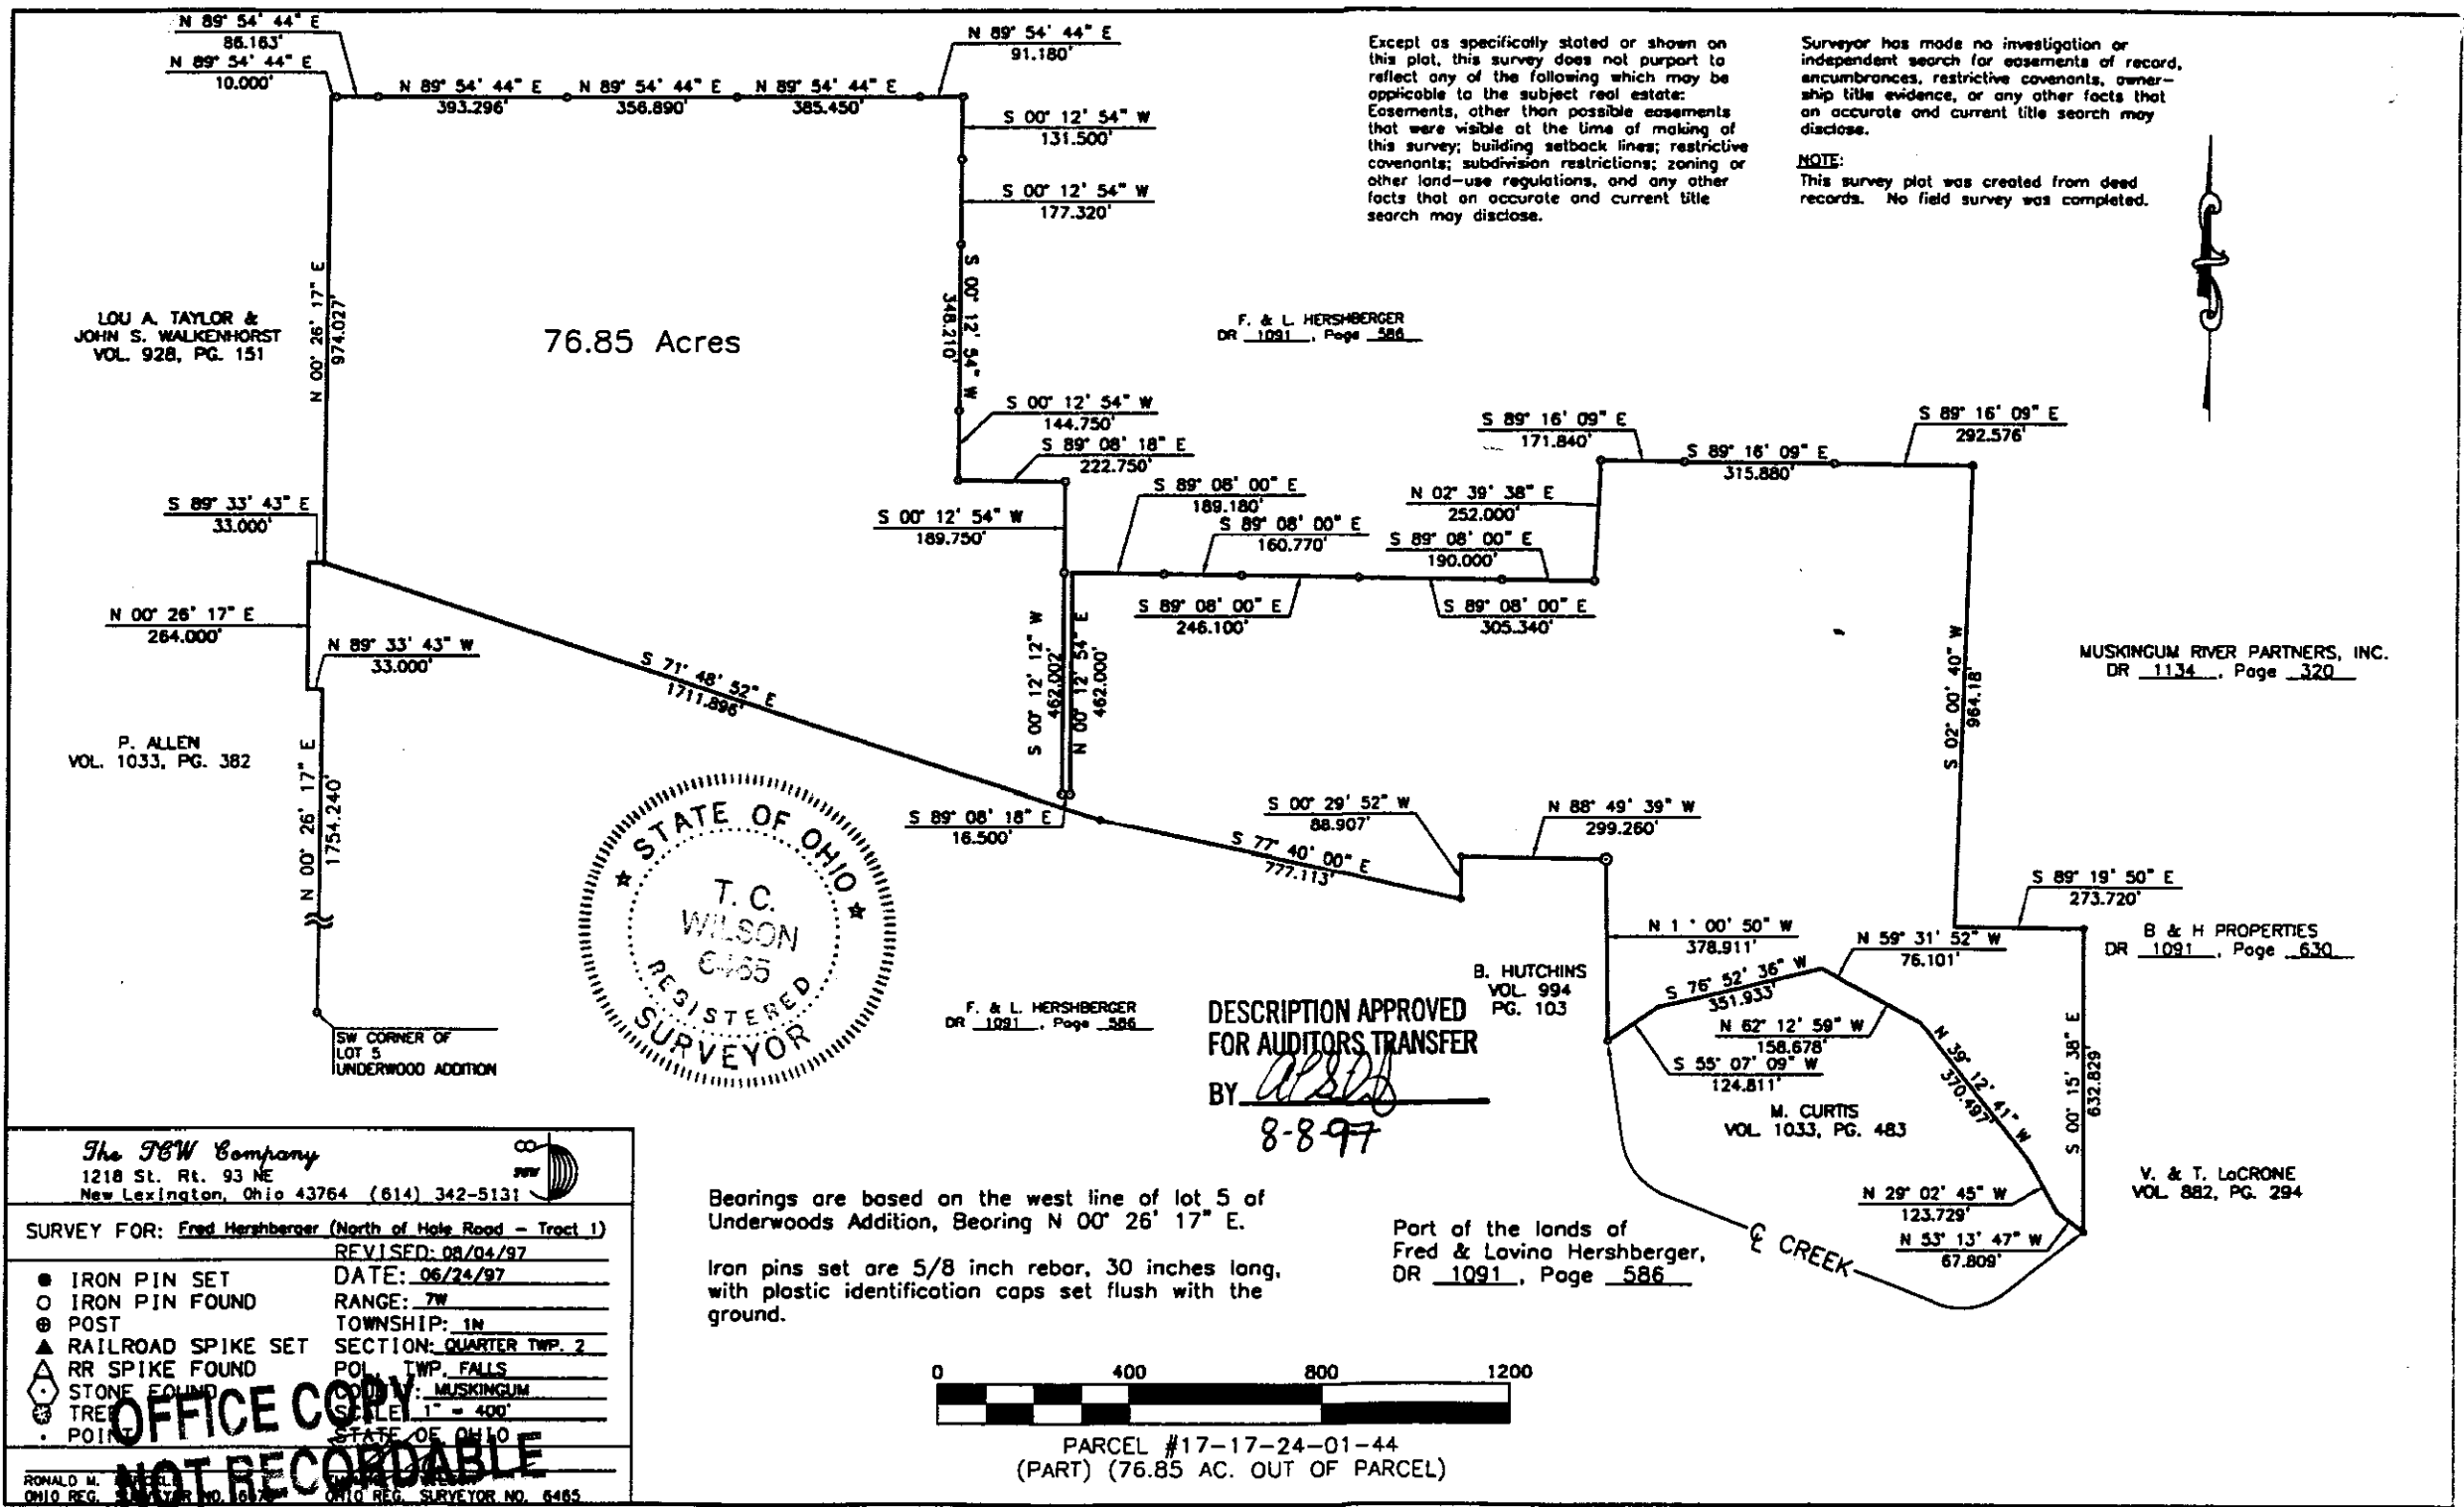 N 89° 54' 44" E
86.163'
N 89° 54' 44" E
10.000'
N 89° 54' 44" E
393.296'
N 89° 54' 44" E
356.890'
N 89° 54' 44" E
385.450'
N 89° 54' 44" E
91.180'
S 00° 12' 54" W
131.500'
S 00° 12' 54" W
177.320'
S 00° 12' 54" W
348.210'
S 00° 12' 54" W
144.750'
S 89° 08' 18" E
222.750'
Except as specifically stated or shown on
this plat, this survey does not purport to
reflect any of the following which may be
applicable to the subject real estate:
Easements, other than possible easements
that were visible at the time of making of
this survey; building setback lines; restrictive
covenants; subdivision restrictions; zoning or
other land-use regulations, and any other
facts that an accurate and current title
search may disclose.
Surveyor has made no investigation or
independent search for easements of record,
encumbrances, restrictive covenants, owner-
ship title evidence, or any other facts that
an accurate and current title search may
disclose.
NOTE:
This survey plat was created from deed
records. No field survey was completed.
LOU A. TAYLOR &
JOHN S. WALKENHORST
VOL. 928, PG. 151
N 00° 26' 17" E
974.027'
76.85 Acres
F. & L. HERSHBERGER
DR 1091, Page 586
S 89° 33' 43" E
33.000'
N 00° 26' 17" E
264.000'
N 89° 33' 43" W
33.000'
S 00° 12' 54" W
189.750'
S 89° 08' 00" E
189.180'
S 89° 08' 00" E
160.770'
S 89° 08' 00" E
246.100'
S 89° 08' 00" E
305.340'
S 89° 08' 00" E
190.000'
N 02° 39' 38" E
252.000'
S 89° 16' 09" E
171.840'
S 89° 16' 09" E
315.880'
S 89° 16' 09" E
292.576'
S 71° 48' 52" E
1711.896'
S 00° 12' 12" W
462.002'
N 00° 12' 54" E
462.000'
S 02° 00' 40" W
964.18'
MUSKINGUM RIVER PARTNERS, INC.
DR 1134, Page 320
P. ALLEN
VOL. 1033, PG. 382
N 00° 26' 17" E
1754.240'
SW CORNER OF
LOT 5
UNDERWOOD ADDITION
STATE OF OHIO
T. C.
WILSON
6465
REGISTERED
SURVEYOR
S 89° 08' 18" E
16.500'
S 77° 40' 00" E
777.113'
S 00° 29' 52" W
88.907'
N 88° 49' 39" W
299.260'
N 1° 00' 50" W
378.911'
S 89° 19' 50" E
273.720'
B & H PROPERTIES
DR 1091, Page 630
N 59° 31' 52" W
76.101'
S 76° 52' 36" W
351.933'
N 62° 12' 59" W
158.678'
S 55° 07' 09" W
124.811'
N 39° 12' 41" W
370.497'
S 00° 15' 38" E
632.829
B. HUTCHINS
VOL. 994
PG. 103
M. CURTIS
VOL. 1033, PG. 483
V. & T. LaCRONE
VOL. 882, PG. 294
N 29° 02' 45" W
123.729'
N 53° 13' 47" W
67.809'
℄ CREEK
F. & L. HERSHBERGER
DR 1091, Page 586
DESCRIPTION APPROVED
FOR AUDITORS TRANSFER
BY
8-8-97
Bearings are based on the west line of lot 5 of
Underwoods Addition, Bearing N 00° 26' 17" E.
Iron pins set are 5/8 inch rebar, 30 inches long,
with plastic identification caps set flush with the
ground.
Part of the lands of
Fred & Lovina Hershberger,
DR 1091, Page 586
0 400 800 1200
PARCEL #17-17-24-01-44
(PART) (76.85 AC. OUT OF PARCEL)
The TCW Company
1218 St. Rt. 93 NE
New Lexington, Ohio 43764 (614) 342-5131
SURVEY FOR: Fred Hershberger (North of Hale Road - Tract 1)
REVISED: 08/04/97
IRON PIN SET DATE: 06/24/97
IRON PIN FOUND RANGE: 7W
POST TOWNSHIP: 1N
RAILROAD SPIKE SET SECTION: QUARTER TWP. 2
RR SPIKE FOUND POL. TWP. FALLS
STONE FOUND COUNTY: MUSKINGUM
TREE SCALE: 1" = 400'
POINT STATE OF OHIO
OFFICE COPY
NOT RECORDABLE
RONALD M.
OHIO REG. SURVEYOR NO. OHIO REG. SURVEYOR NO. 6465